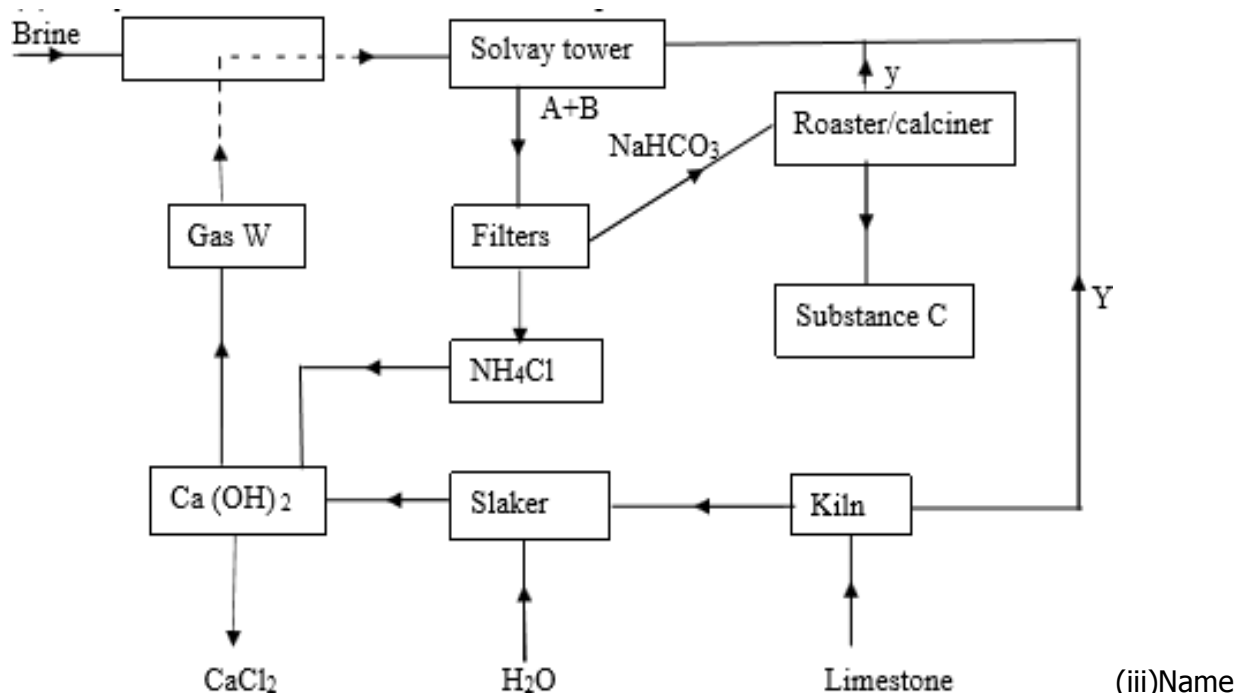 Brine
Solvay tower
y
A+B
Roaster/calciner
NaHCO3
Gas W
Filters
Substance C
Y
NH4Cl
Ca (OH) 2
Slaker
Kiln
CaCl2
H2O
Limestone
(iii)Name